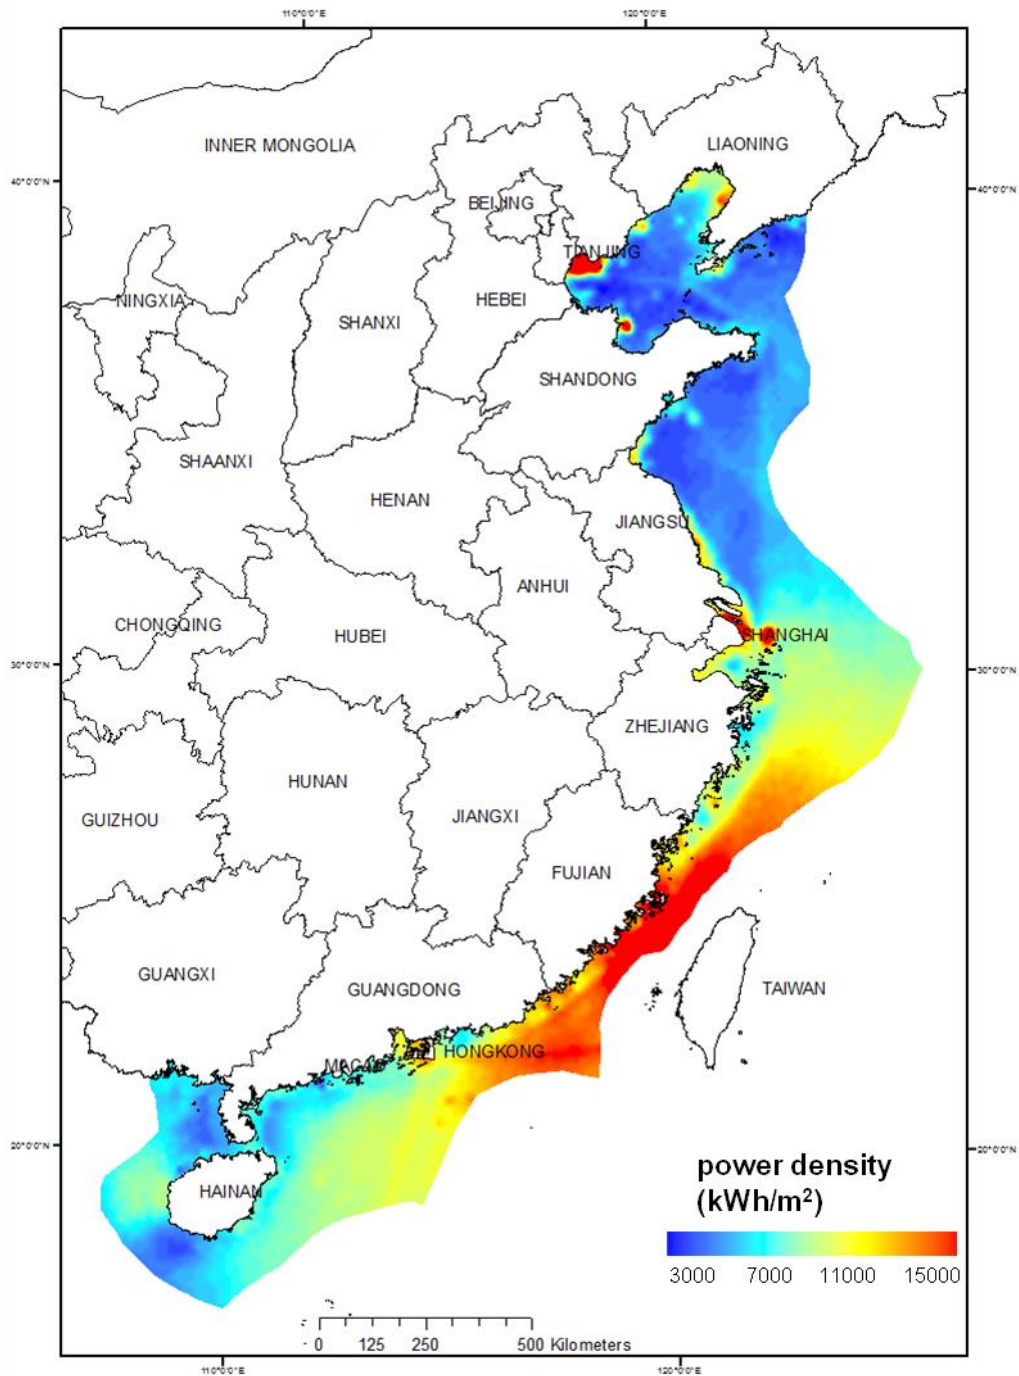 110°0'0"E 120°0'0"E
INNER MONGOLIA
LIAONING
40°0'0"N 40°0'0"N
BEIJING
TIANJING
NINGXIA
HEBEI
SHANXI
SHANDONG
SHAANXI
HENAN
JIANGSU
ANHUI
CHONGQING
HUBEI
SHANGHAI
30°0'0"N 30°0'0"N
ZHEJIANG
HUNAN
GUIZHOU
JIANGXI
FUJIAN
GUANGXI
GUANGDONG
TAIWAN
HONGKONG
MACAO
20°0'0"N 20°0'0"N
HAINAN
power density
(kWh/m²)
3000 7000 11000 15000
0 125 250 500 Kilometers
110°0'0"E 120°0'0"E